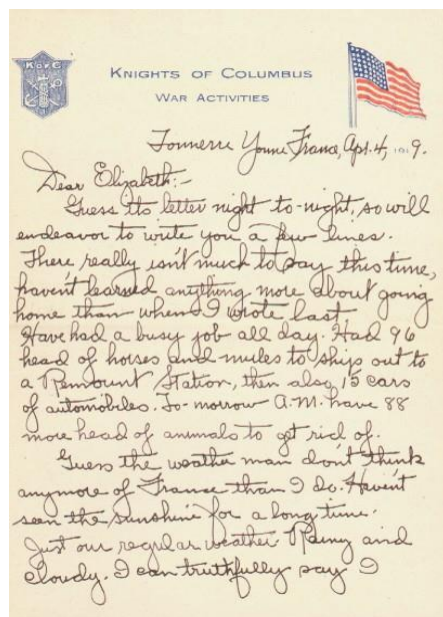 K of C
KNIGHTS OF COLUMBUS
WAR ACTIVITIES
Tonnerre Yonne France, Apr. 4, 1919.
Dear Elizabeth:-
Guess its letter night to-night, so will
endeavor to write you a few lines.
There really isn't much to say this time,
haven't learned anything more about going
home than when I wrote last.
Have had a busy job all day. Had 96
head of horses and mules to ships out to
a Remount Station, then also, 15 cars
of automobiles. To-morrow A.M. have 88
more head of animals to get rid of.
Guess the weather man don't think
anymore of France than I do. Haven't
seen the sunshine for a long time.
Just our regular weather Rainy and
Cloudy. I can truthfully say I